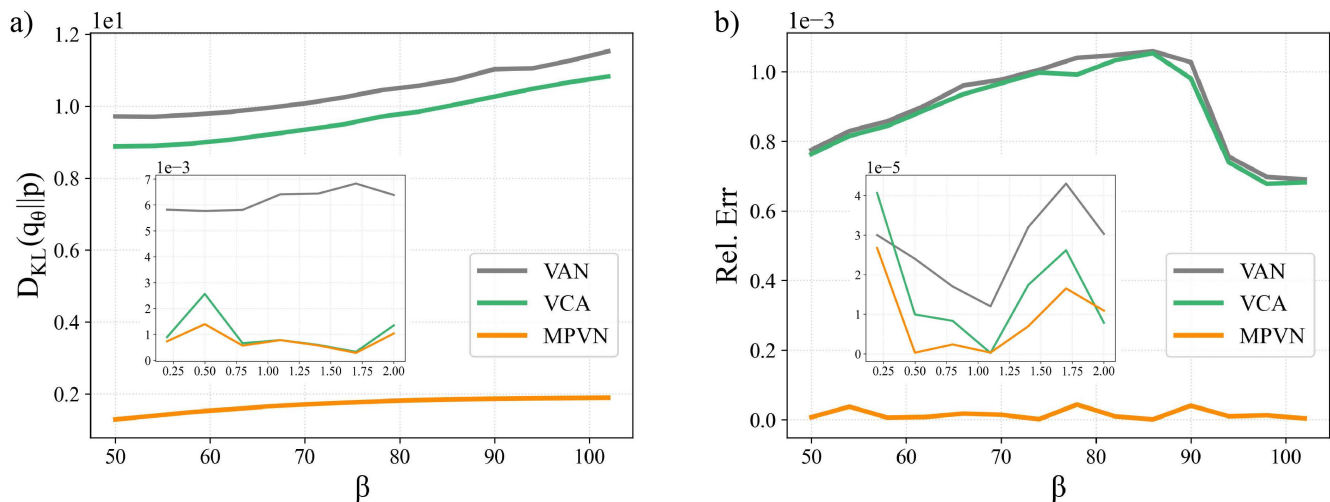 a)
1e1
1.2
1.0
0.8
0.6
0.4
0.2
D_KL(q_θ||p)
1e−3
7
6
5
4
3
2
1
0
0.25 0.50 0.75 1.00 1.25 1.50 1.75 2.00
VAN
VCA
MPVN
50 60 70 80 90 100
β
b)
1e−3
1.0
0.8
0.6
0.4
0.2
0.0
Rel. Err
1e−5
4
3
2
1
0
0.25 0.50 0.75 1.00 1.25 1.50 1.75 2.00
VAN
VCA
MPVN
50 60 70 80 90 100
β